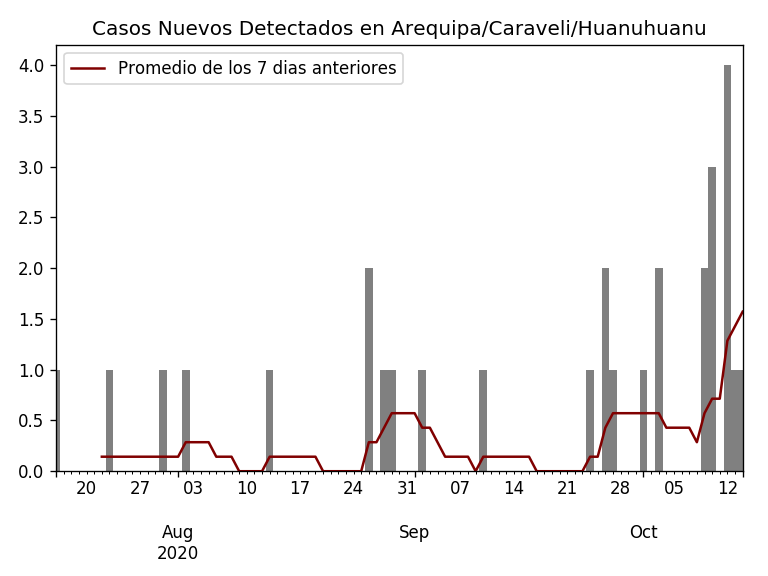 Casos Nuevos Detectados en Arequipa/Caraveli/Huanuhuanu
Promedio de los 7 dias anteriores
4.0
3.5
3.0
2.5
2.0
1.5
1.0
0.5
0.0
20 27 03 10 17 24 31 07 14 21 28 05 12
Aug Sep Oct
2020